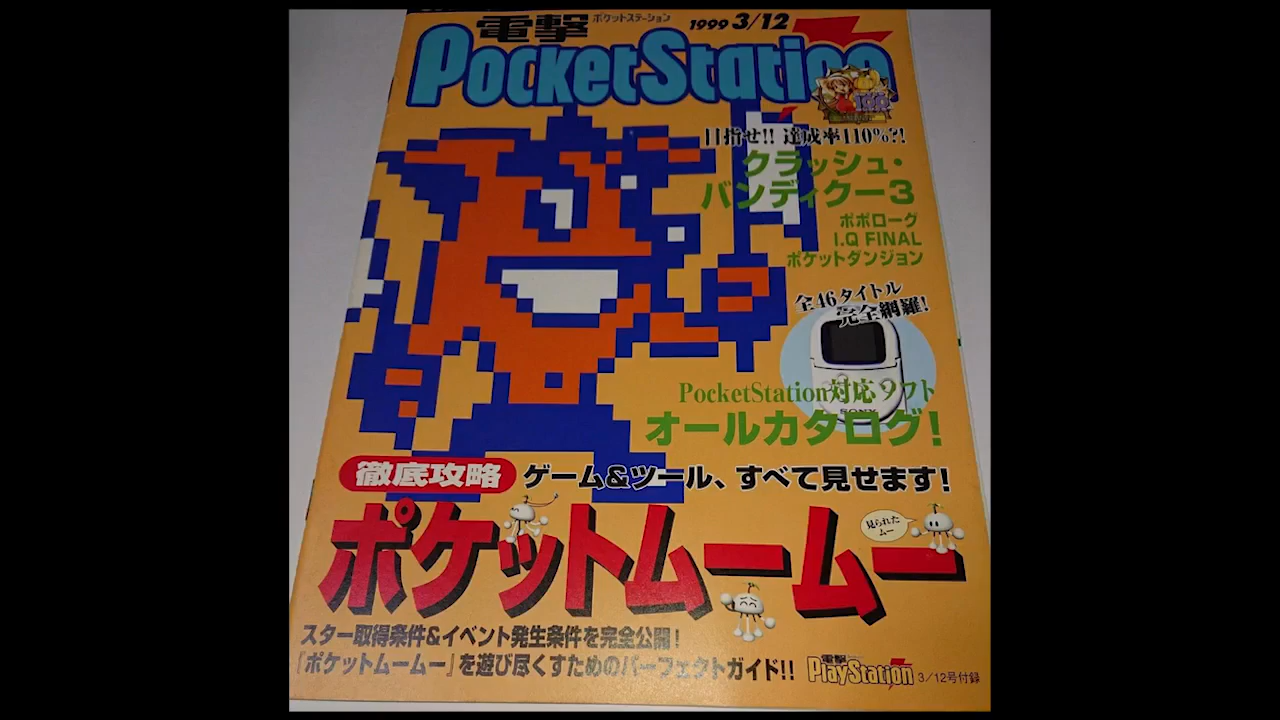 電撃 ポケットステーション 1999 3/12
PocketStation
100
目指せ!! 達成率110%?!
クラッシュ・
バンディクー3
ポポローグ
I.Q FINAL
ポケットダンジョン
全46タイトル
完全網羅!
SONY
PocketStation対応ソフト
オールカタログ!
徹底攻略 ゲーム&ツール、すべて見せます!
ポケットムームー
見られた
ムー
スター取得条件&イベント発生条件を完全公開!
「ポケットムームー」を遊び尽くすためのパーフェクトガイド!!
電撃
PlayStation 3/12号付録